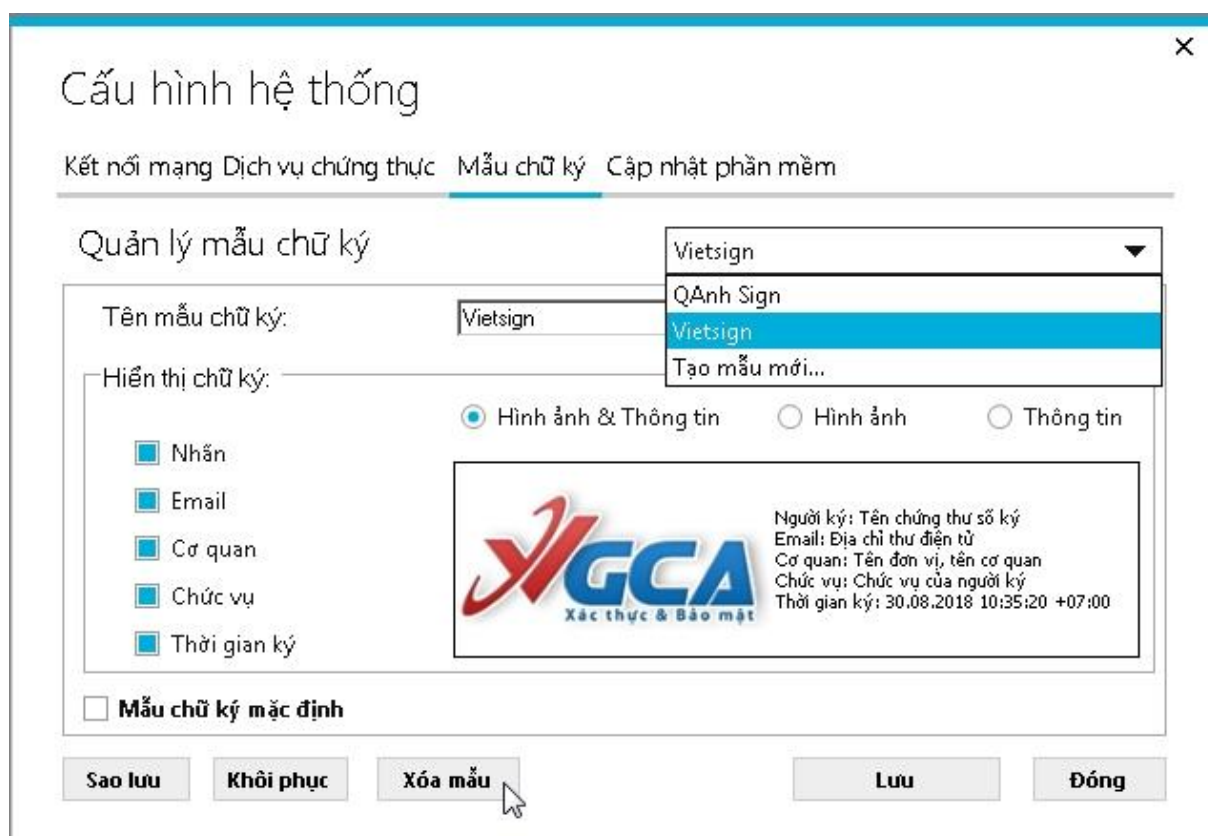 Cấu hình hệ thống
Kết nối mạng Dịch vụ chứng thực Mẫu chữ ký Cập nhật phần mềm
Quản lý mẫu chữ ký
Vietsign
QAnh Sign
Vietsign
Tạo mẫu mới...
Tên mẫu chữ ký:
Vietsign
Hiển thị chữ ký:
Hình ảnh & Thông tin
Hình ảnh
Thông tin
Nhãn
Email
Cơ quan
Chức vụ
Thời gian ký
VGCA
Xác thực & Bảo mật
Người ký: Tên chứng thư số ký
Email: Địa chỉ thư điện tử
Cơ quan: Tên đơn vị, tên cơ quan
Chức vụ: Chức vụ của người ký
Thời gian ký: 30.08.2018 10:35:20 +07:00
Mẫu chữ ký mặc định
Sao lưu
Khôi phục
Xóa mẫu
Lưu
Đóng